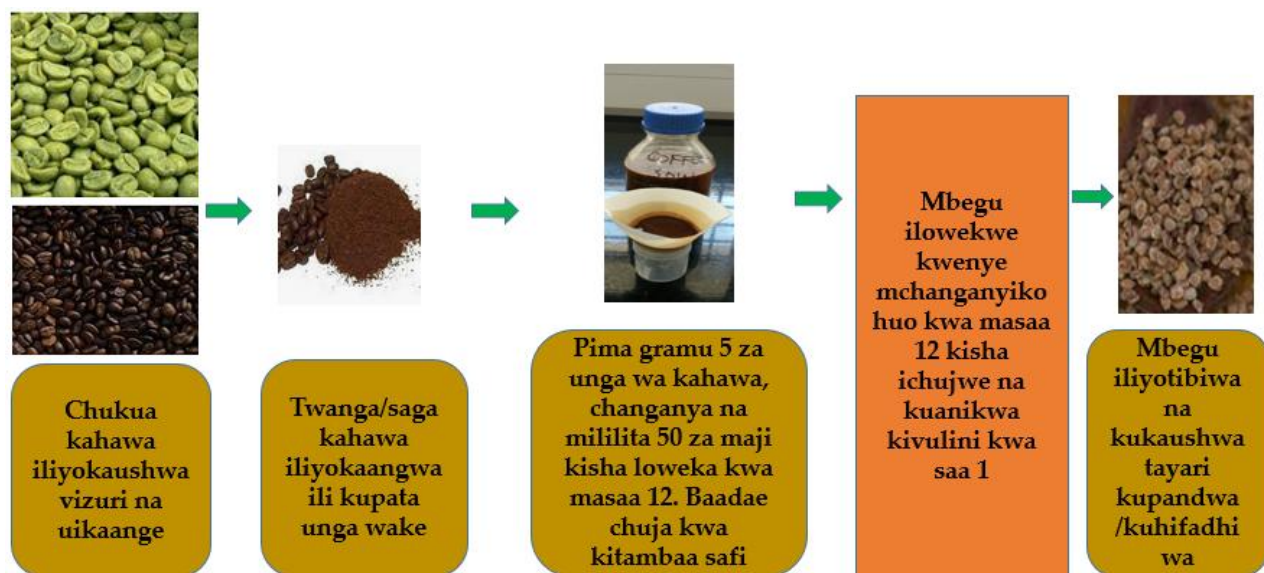 Chukua
kahawa
iliyokaushwa
vizuri na
uikaange
Twanga/saga
kahawa
iliyokaangwa
ili kupata
unga wake
Pima gramu 5 za
unga wa kahawa,
changanya na
mililita 50 za maji
kisha loweka kwa
masaa 12. Baadae
chuja kwa
kitambaa safi
Mbegu
ilowekwe
kwenye
mchanganyiko
huo kwa masaa
12 kisha
ichujwe na
kuanikwa
kivulini kwa
saa 1
Mbegu
iliyotibiwa
na
kukaushwa
tayari
kupandwa
/kuhifadhi
wa